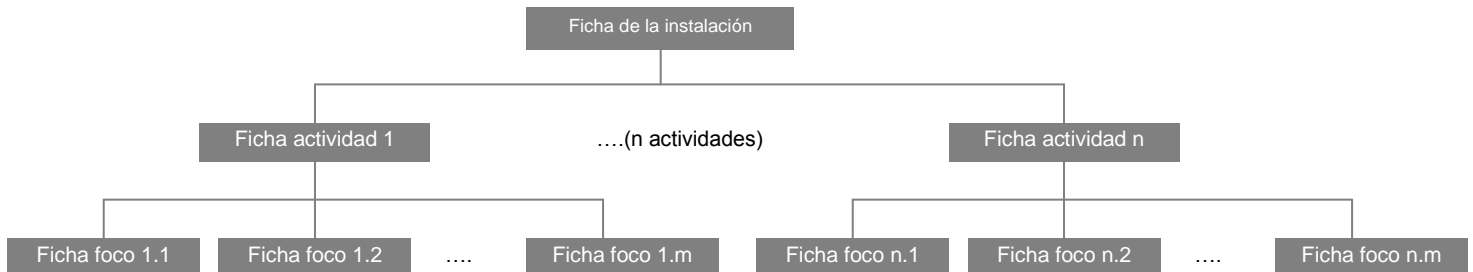 Ficha de la instalación
Ficha actividad 1
….(n actividades)
Ficha actividad n
Ficha foco 1.1
Ficha foco 1.2
….
Ficha foco 1.m
Ficha foco n.1
Ficha foco n.2
….
Ficha foco n.m